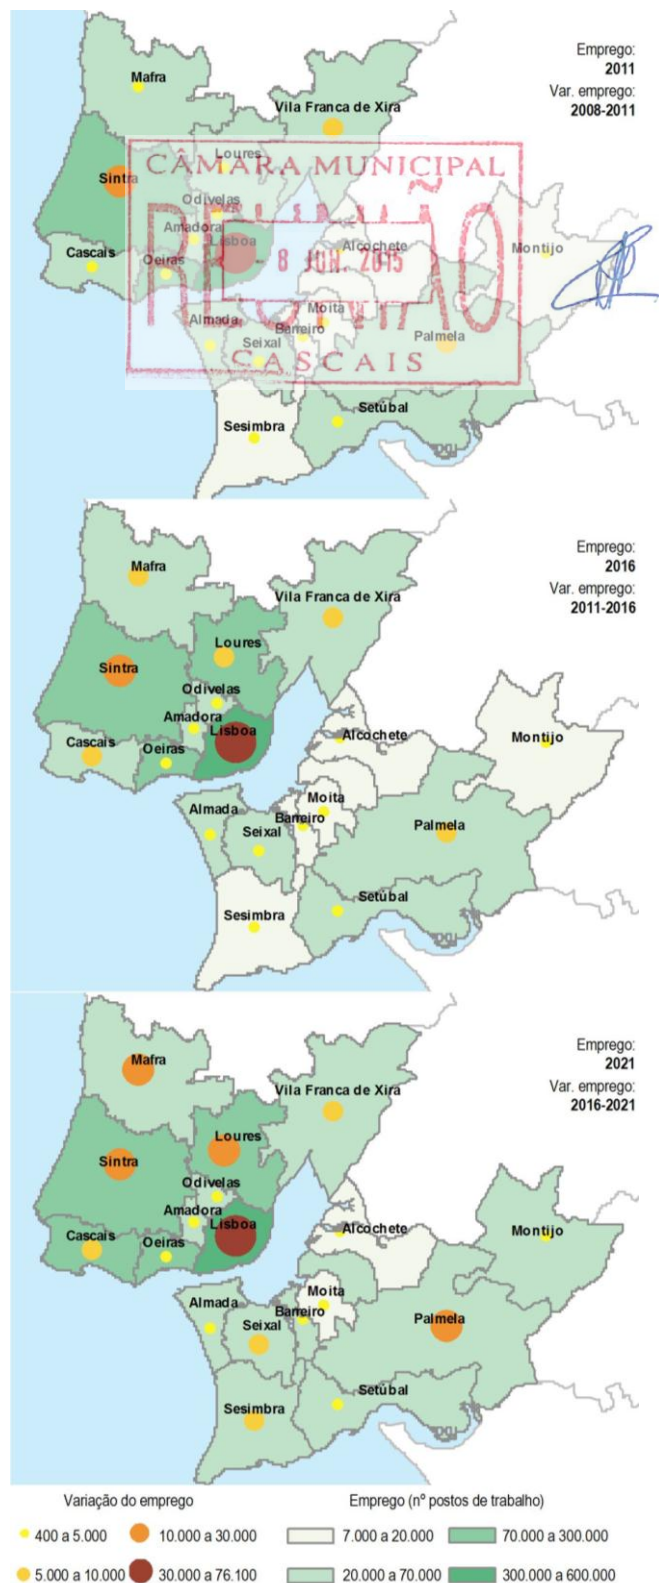 Emprego:
2011
Var. emprego:
2008-2011
Mafra
Vila Franca de Xira
Loures
CÂMARA MUNICIPAL
Sintra
Odivelas
Amadora
REUNIÃO
Lisboa
Cascais
Oeiras
8 JUN. 2015
Alcochete
Montijo
Moita
Almada
Barreiro
Palmela
Seixal
CASCAIS
Setúbal
Sesimbra
Emprego:
2016
Var. emprego:
2011-2016
Mafra
Vila Franca de Xira
Loures
Sintra
Odivelas
Amadora
Lisboa
Cascais
Oeiras
Alcochete
Montijo
Moita
Almada
Barreiro
Palmela
Seixal
Setúbal
Sesimbra
Emprego:
2021
Var. emprego:
2016-2021
Mafra
Vila Franca de Xira
Loures
Sintra
Odivelas
Amadora
Lisboa
Cascais
Oeiras
Alcochete
Montijo
Moita
Almada
Barreiro
Palmela
Seixal
Setúbal
Sesimbra
Variação do emprego Emprego (nº postos de trabalho)
400 a 5.000 10.000 a 30.000 7.000 a 20.000 70.000 a 300.000
5.000 a 10.000 30.000 a 76.100 20.000 a 70.000 300.000 a 600.000